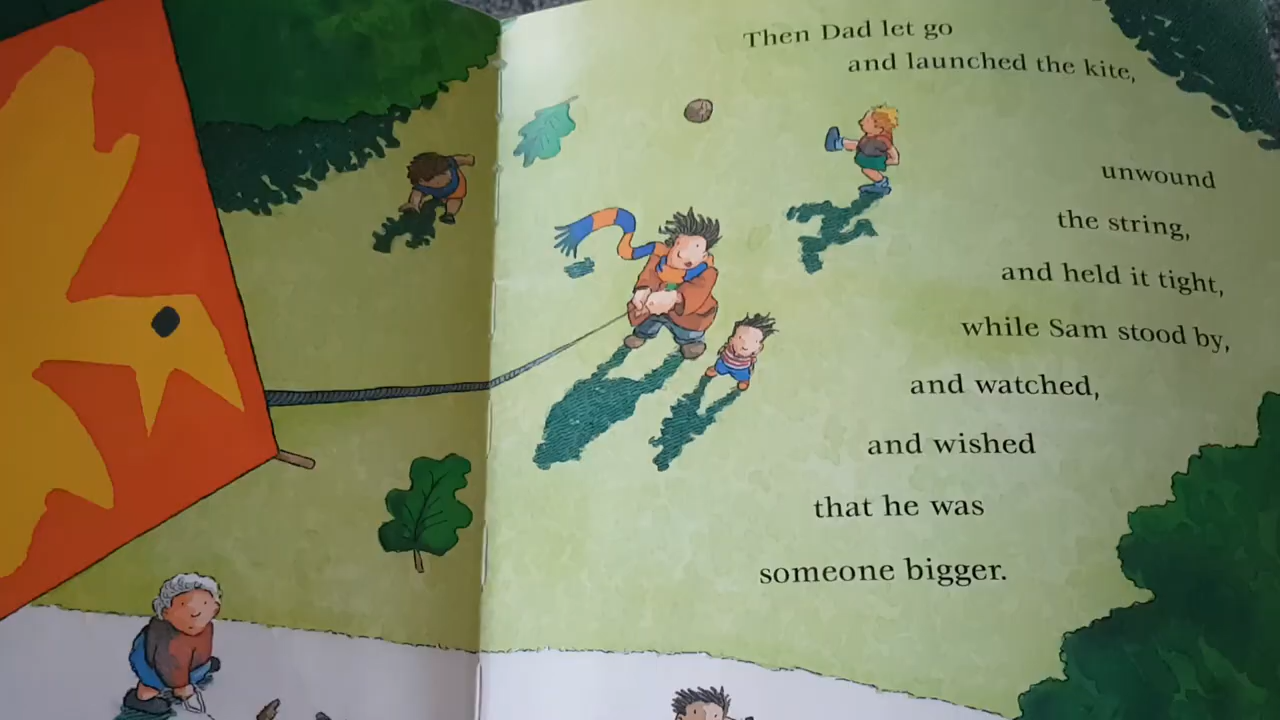 Then Dad let go
and launched the kite,
unwound
the string,
and held it tight,
while Sam stood by,
and watched,
and wished
that he was
someone bigger.